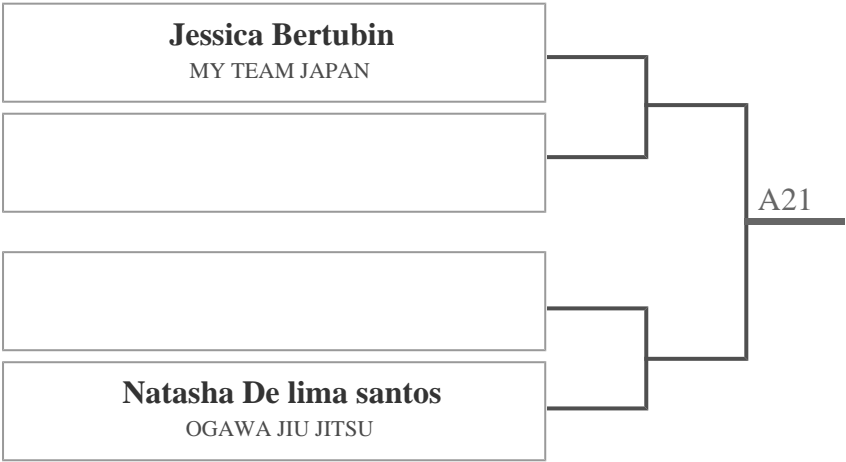 Jessica Bertubin
MY TEAM JAPAN
A21
Natasha De lima santos
OGAWA JIU JITSU